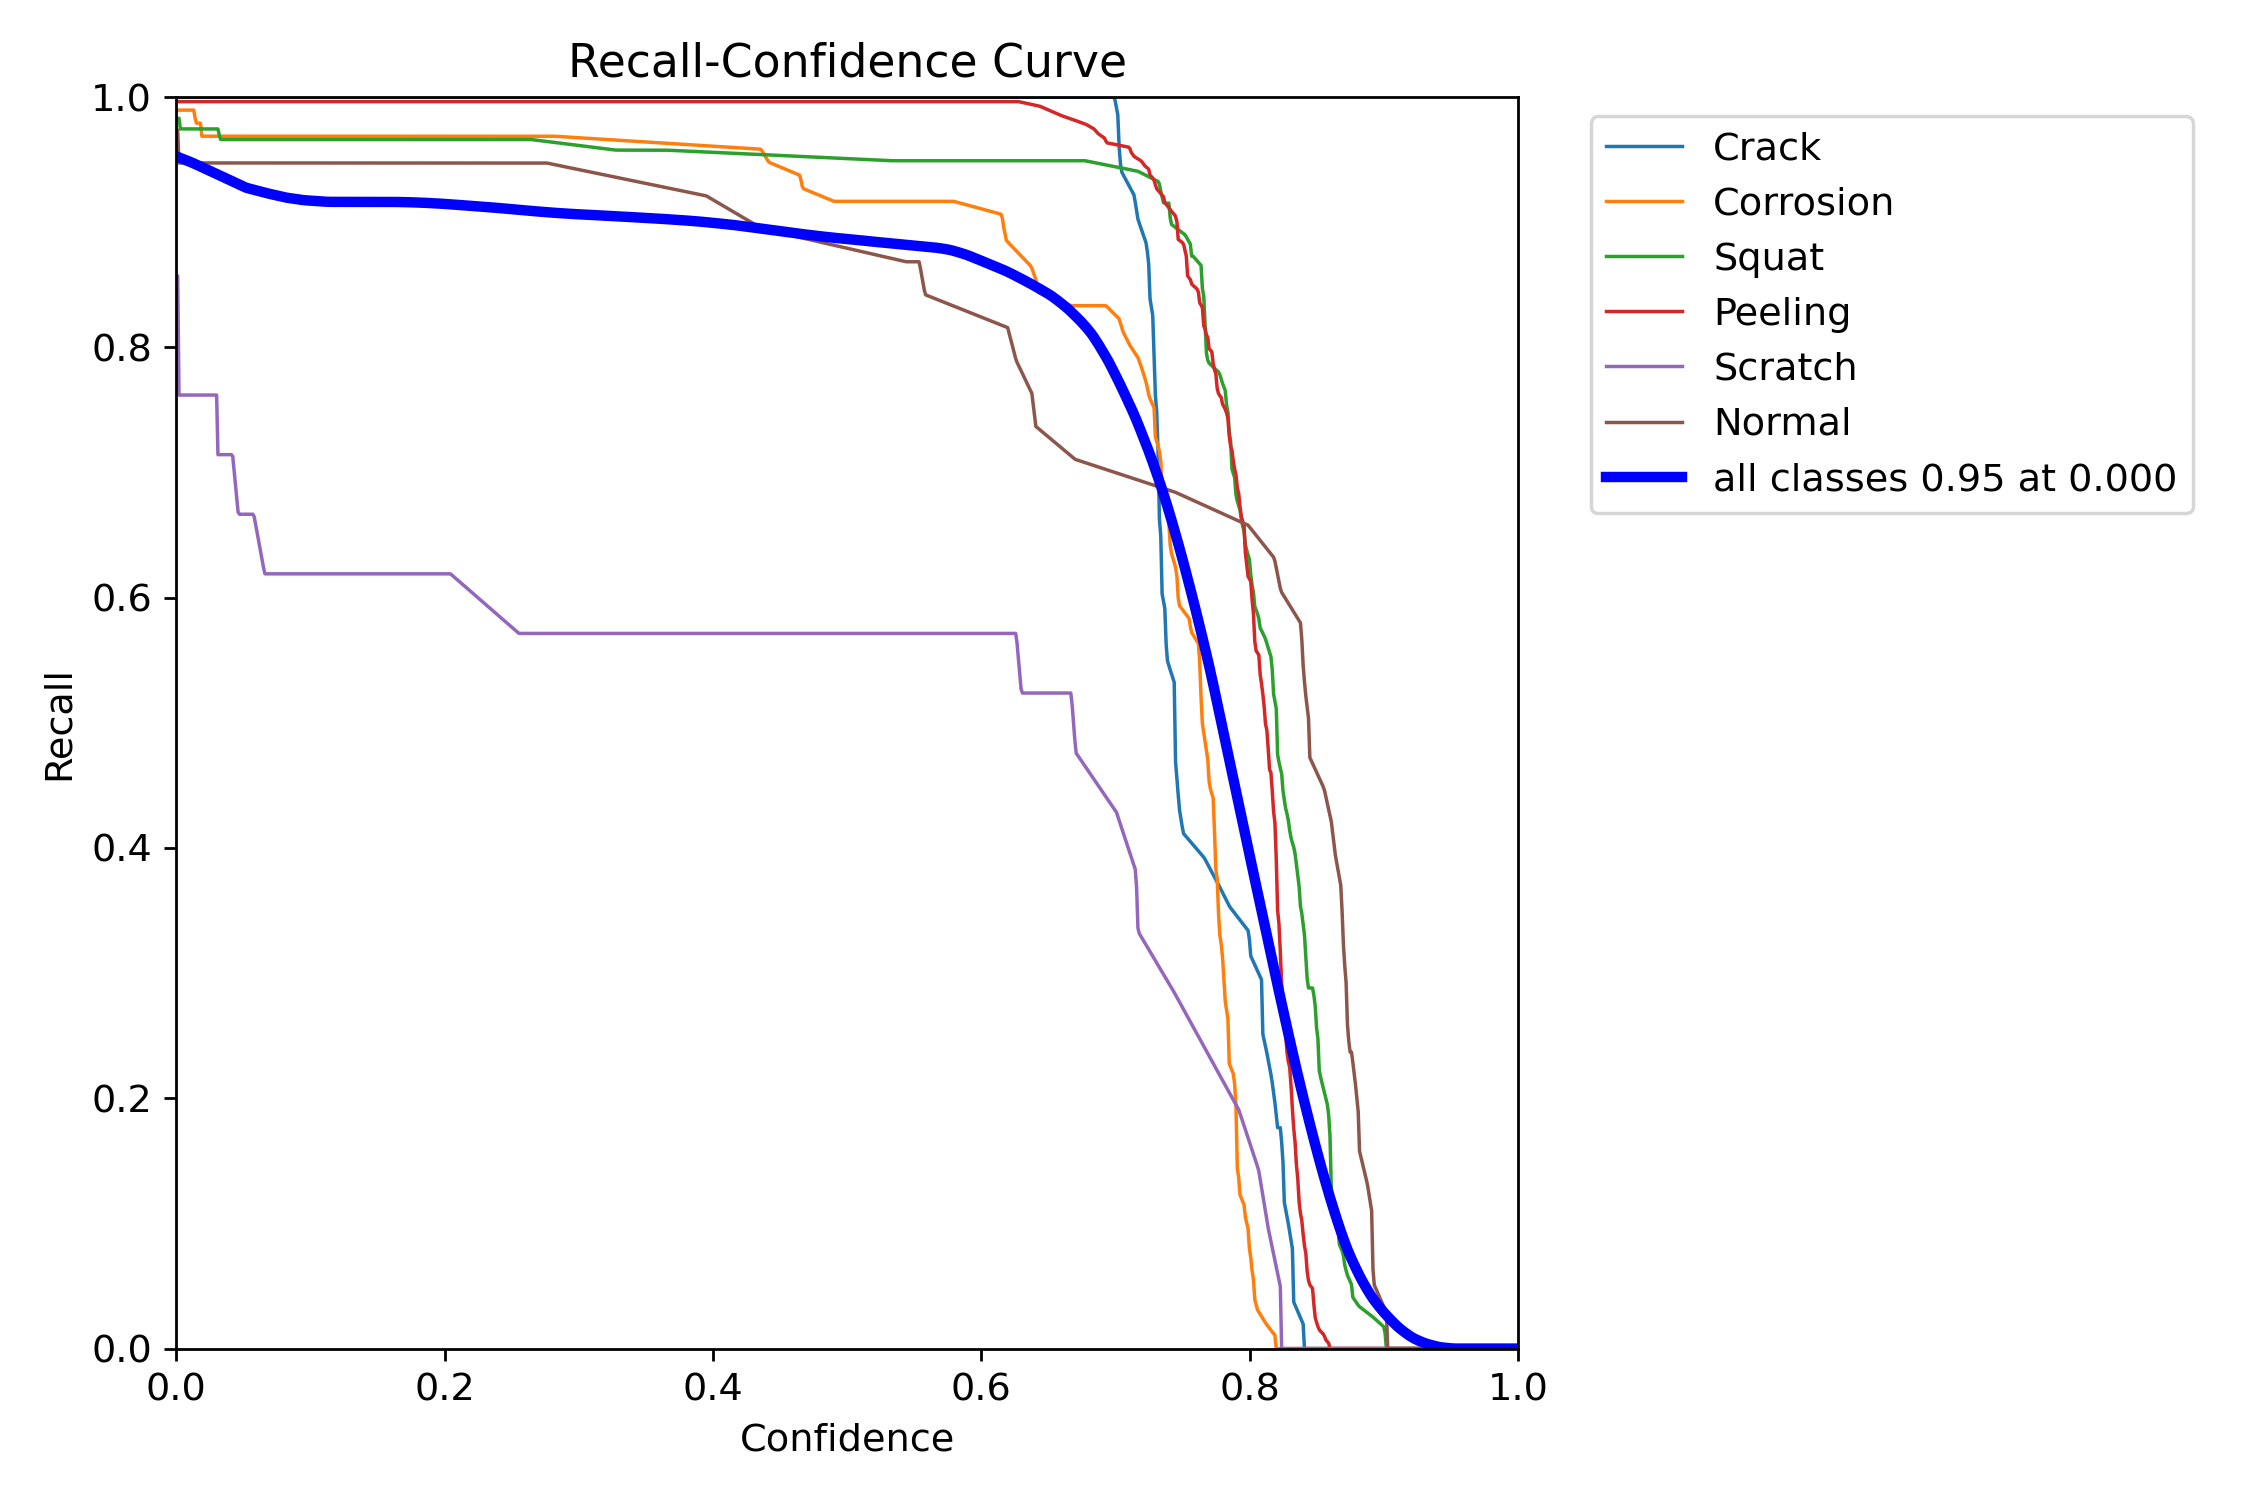 Recall-Confidence Curve
1.0
0.8
0.6
0.4
0.2
0.0
Recall
0.0 0.2 0.4 0.6 0.8 1.0
Confidence
Crack
Corrosion
Squat
Peeling
Scratch
Normal
all classes 0.95 at 0.000